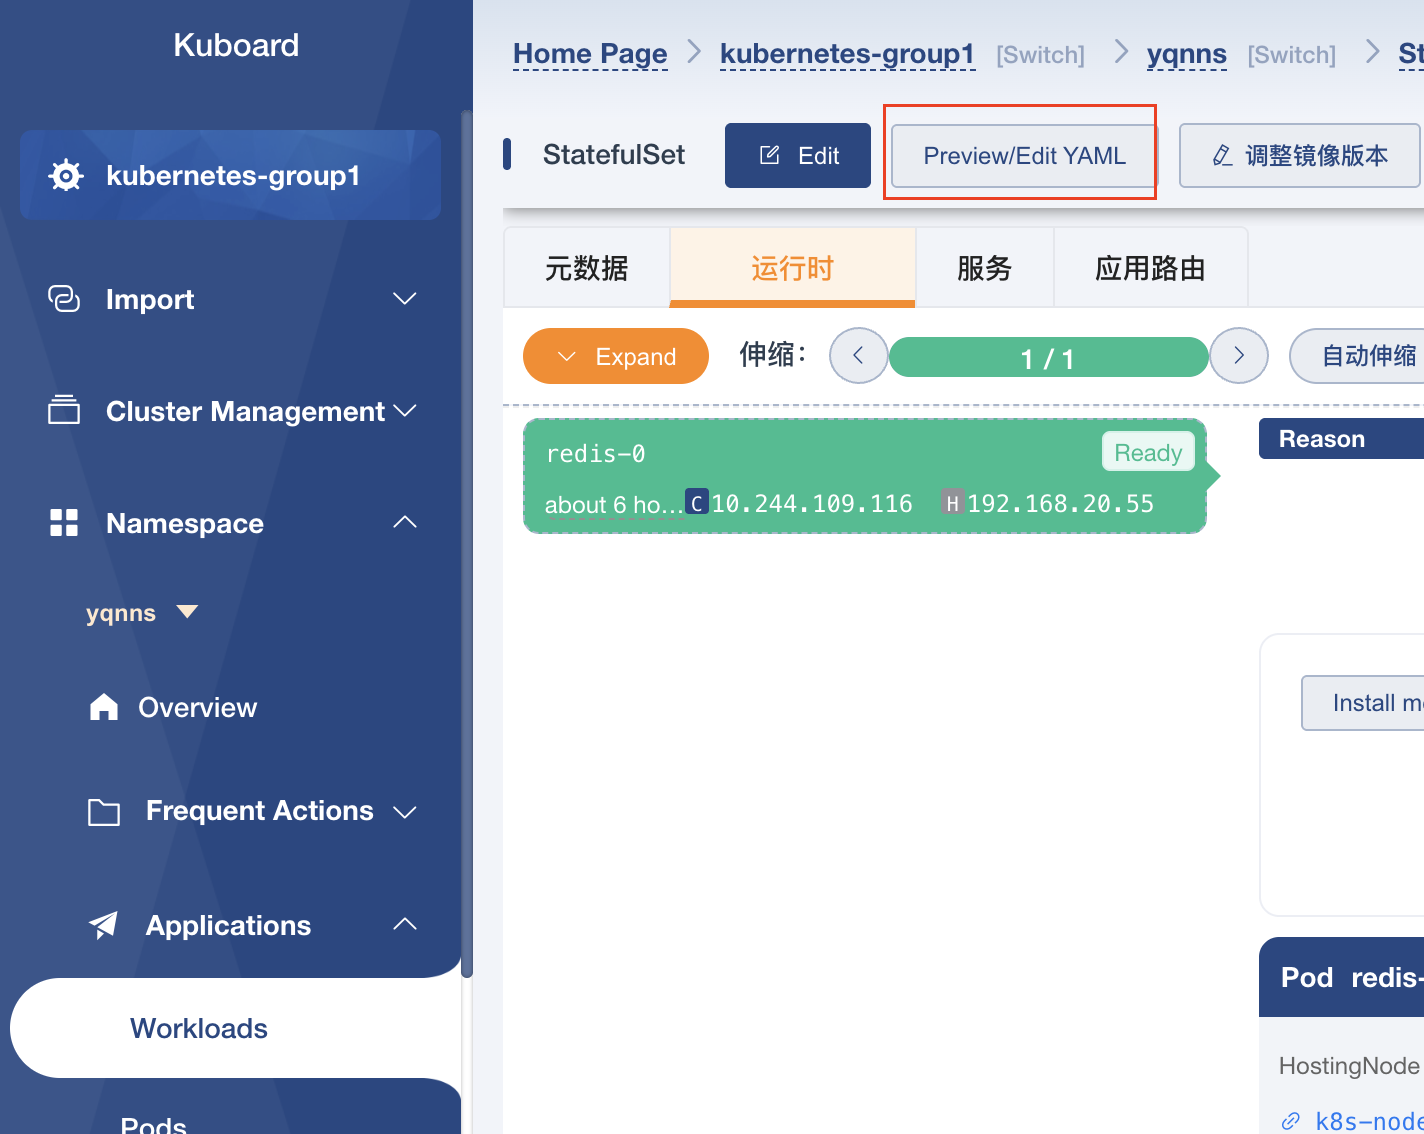 Kuboard
kubernetes-group1
Import
Cluster Management
Namespace
yqnns
Overview
Frequent Actions
Applications
Workloads
Pods
Home Page > kubernetes-group1 [Switch] > yqnns [Switch] > St
StatefulSet Edit Preview/Edit YAML 调整镜像版本
元数据 运行时 服务 应用路由
Expand 伸缩： 1 / 1 自动伸缩
redis-0 Ready
about 6 ho... C 10.244.109.116 H 192.168.20.55
Reason
Install m
Pod redis-
HostingNode
k8s-node